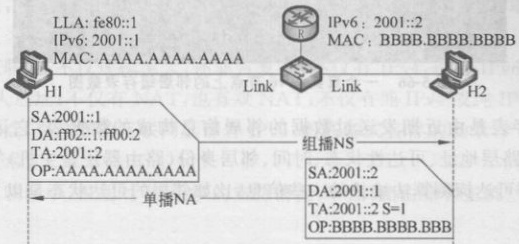 LLA: fe80::1
IPv6: 2001::1
MAC: AAAA.AAAA.AAAA
R
IPv6：2001::2
MAC：BBBB.BBBB.BBBB
H1
Link
Link
H2
SA:2001::1
DA:ff02::1:ff00:2
TA:2001::2
OP:AAAA.AAAA.AAAA
单播NA
组播NS
SA:2001::2
DA:2001::1
TA:2001::2 S=1
OP:BBBB.BBBB.BBB